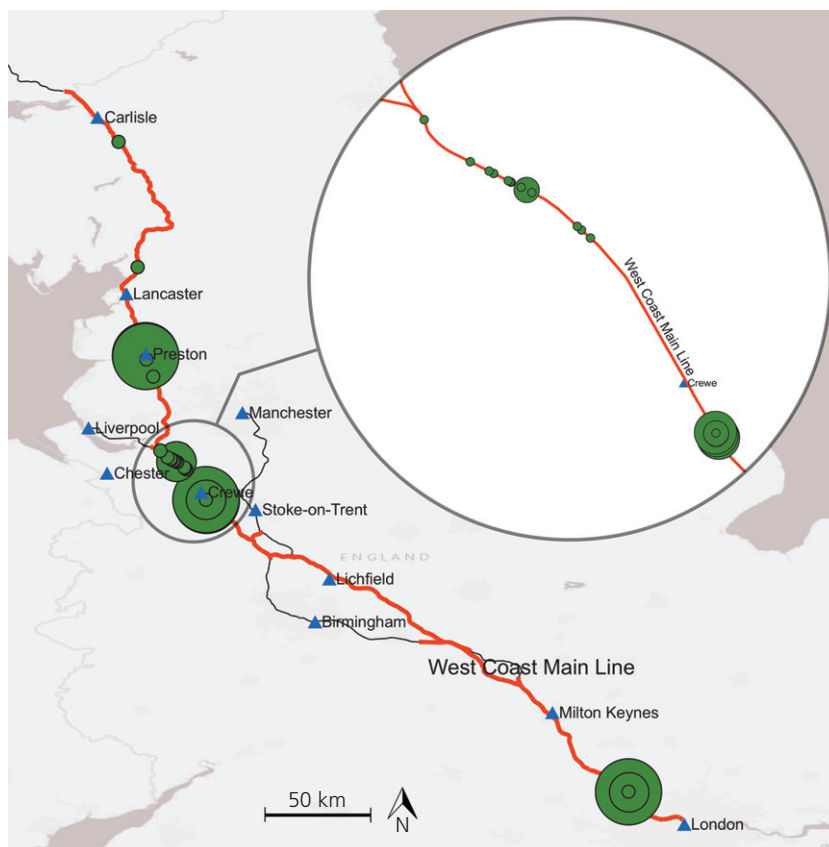 Carlisle
Lancaster
Preston
Manchester
Liverpool
Chester
Crewe
Stoke-on-Trent
ENGLAND
Lichfield
Birmingham
West Coast Main Line
Milton Keynes
London
50 km
N
West Coast Main Line
Crewe